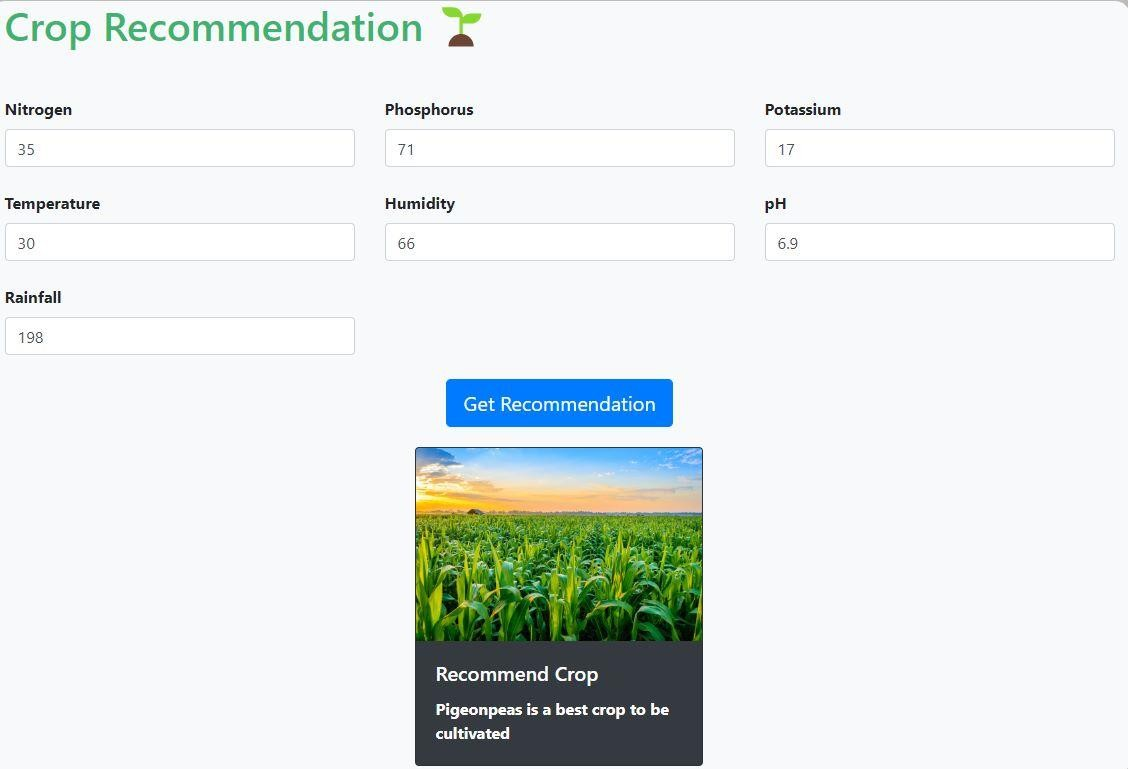 Crop Recommendation
Nitrogen Phosphorus Potassium
35 71 17
Temperature Humidity pH
30 66 6.9
Rainfall
198
Get Recommendation
Recommend Crop
Pigeonpeas is a best crop to be
cultivated